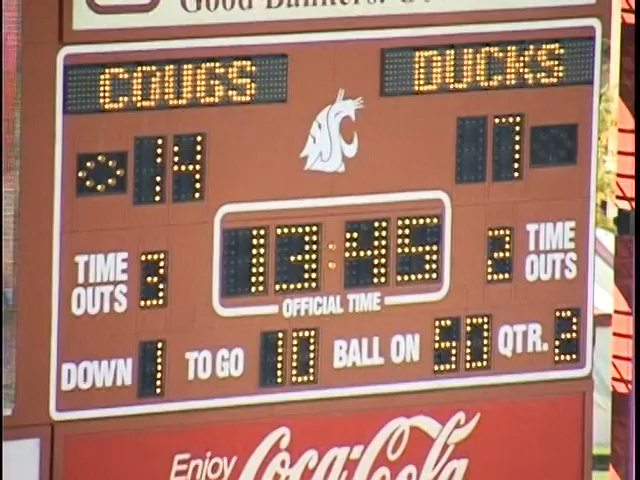 Good Bankers.
COUGS DUCKS
14 7
13:45
TIME OUTS 3
2 TIME OUTS
OFFICIAL TIME
DOWN 1 TO GO 10 BALL ON 50 QTR. 2
Enjoy Coca-Cola